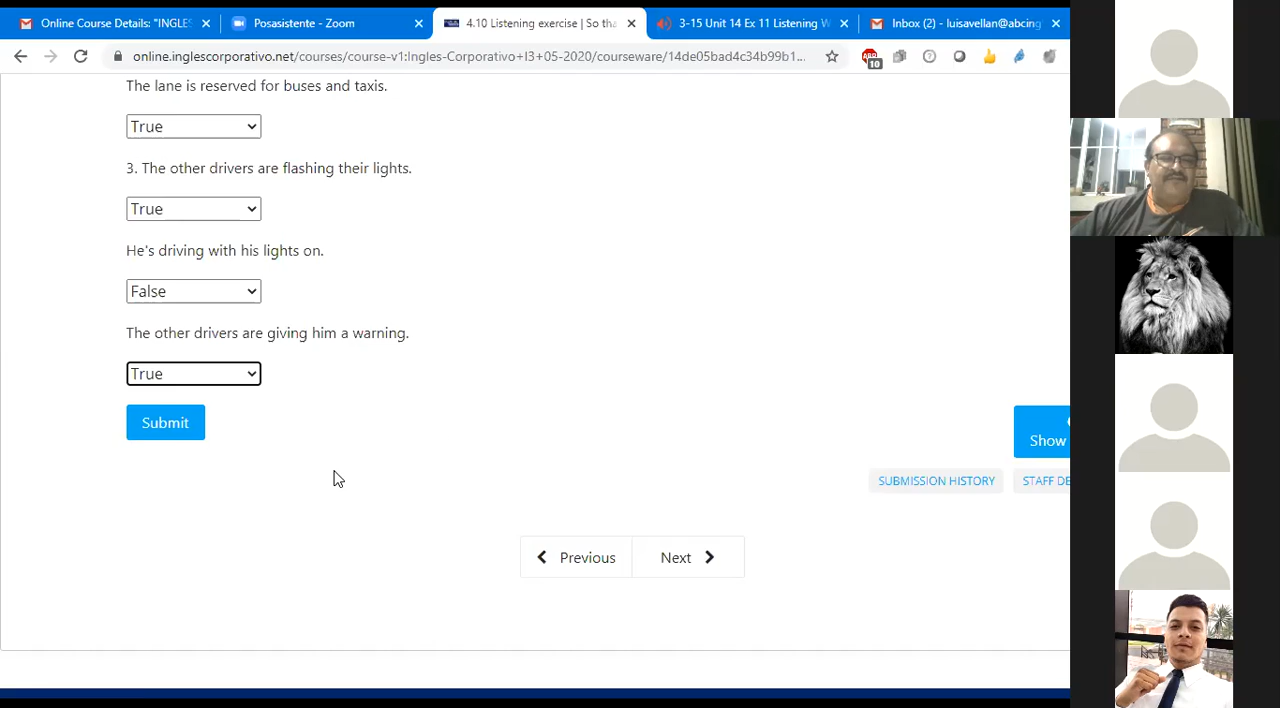 Online Course Details: "INGLES
Posasistente - Zoom
4.10 Listening exercise | So tha
3-15 Unit 14 Ex 11 Listening W
Inbox (2) - luisavellan@abcing
online.inglescorporativo.net/courses/course-v1:Ingles-Corporativo+I3+05-2020/courseware/14de05bad4c34b99b1...
10
The lane is reserved for buses and taxis.
True
3. The other drivers are flashing their lights.
True
He's driving with his lights on.
False
The other drivers are giving him a warning.
True
Submit
Show
SUBMISSION HISTORY
STAFF DE
Previous
Next